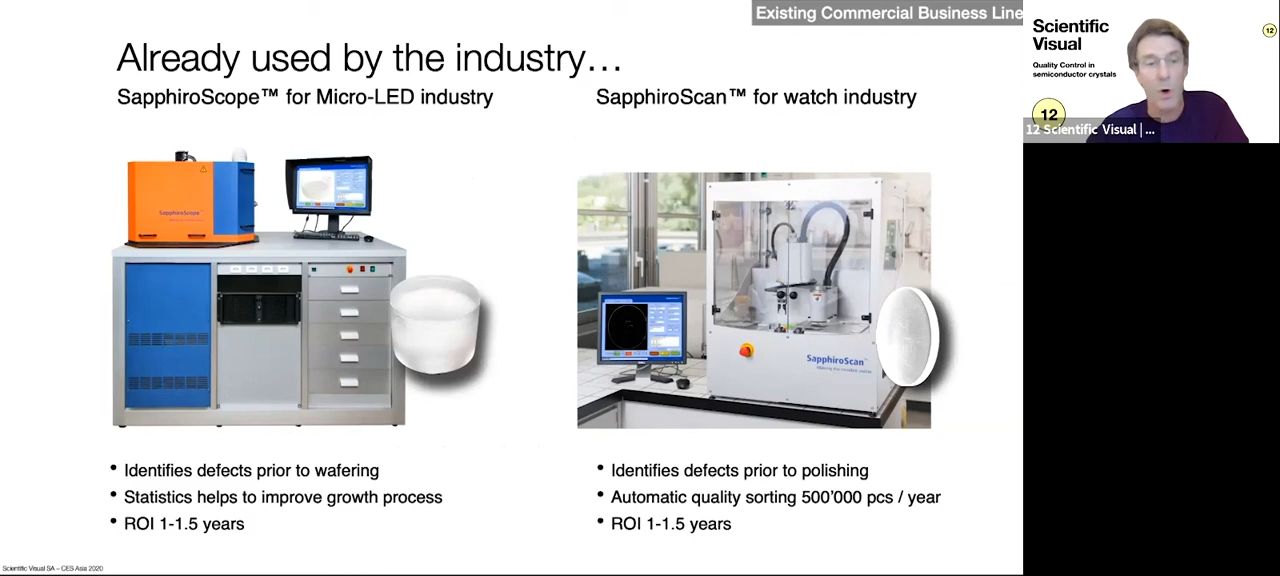 Existing Commercial Business Line
Already used by the industry…
SapphiroScope™ for Micro-LED industry
SapphiroScan™ for watch industry
SapphiroScope
SapphiroScan
• Identifies defects prior to wafering
• Statistics helps to improve growth process
• ROI 1-1.5 years
• Identifies defects prior to polishing
• Automatic quality sorting 500'000 pcs / year
• ROI 1-1.5 years
Scientific Visual SA – CES Asia 2020
Scientific
Visual
Quality Control in
semiconductor crystals
12
12
12 Scientific Visual | ...